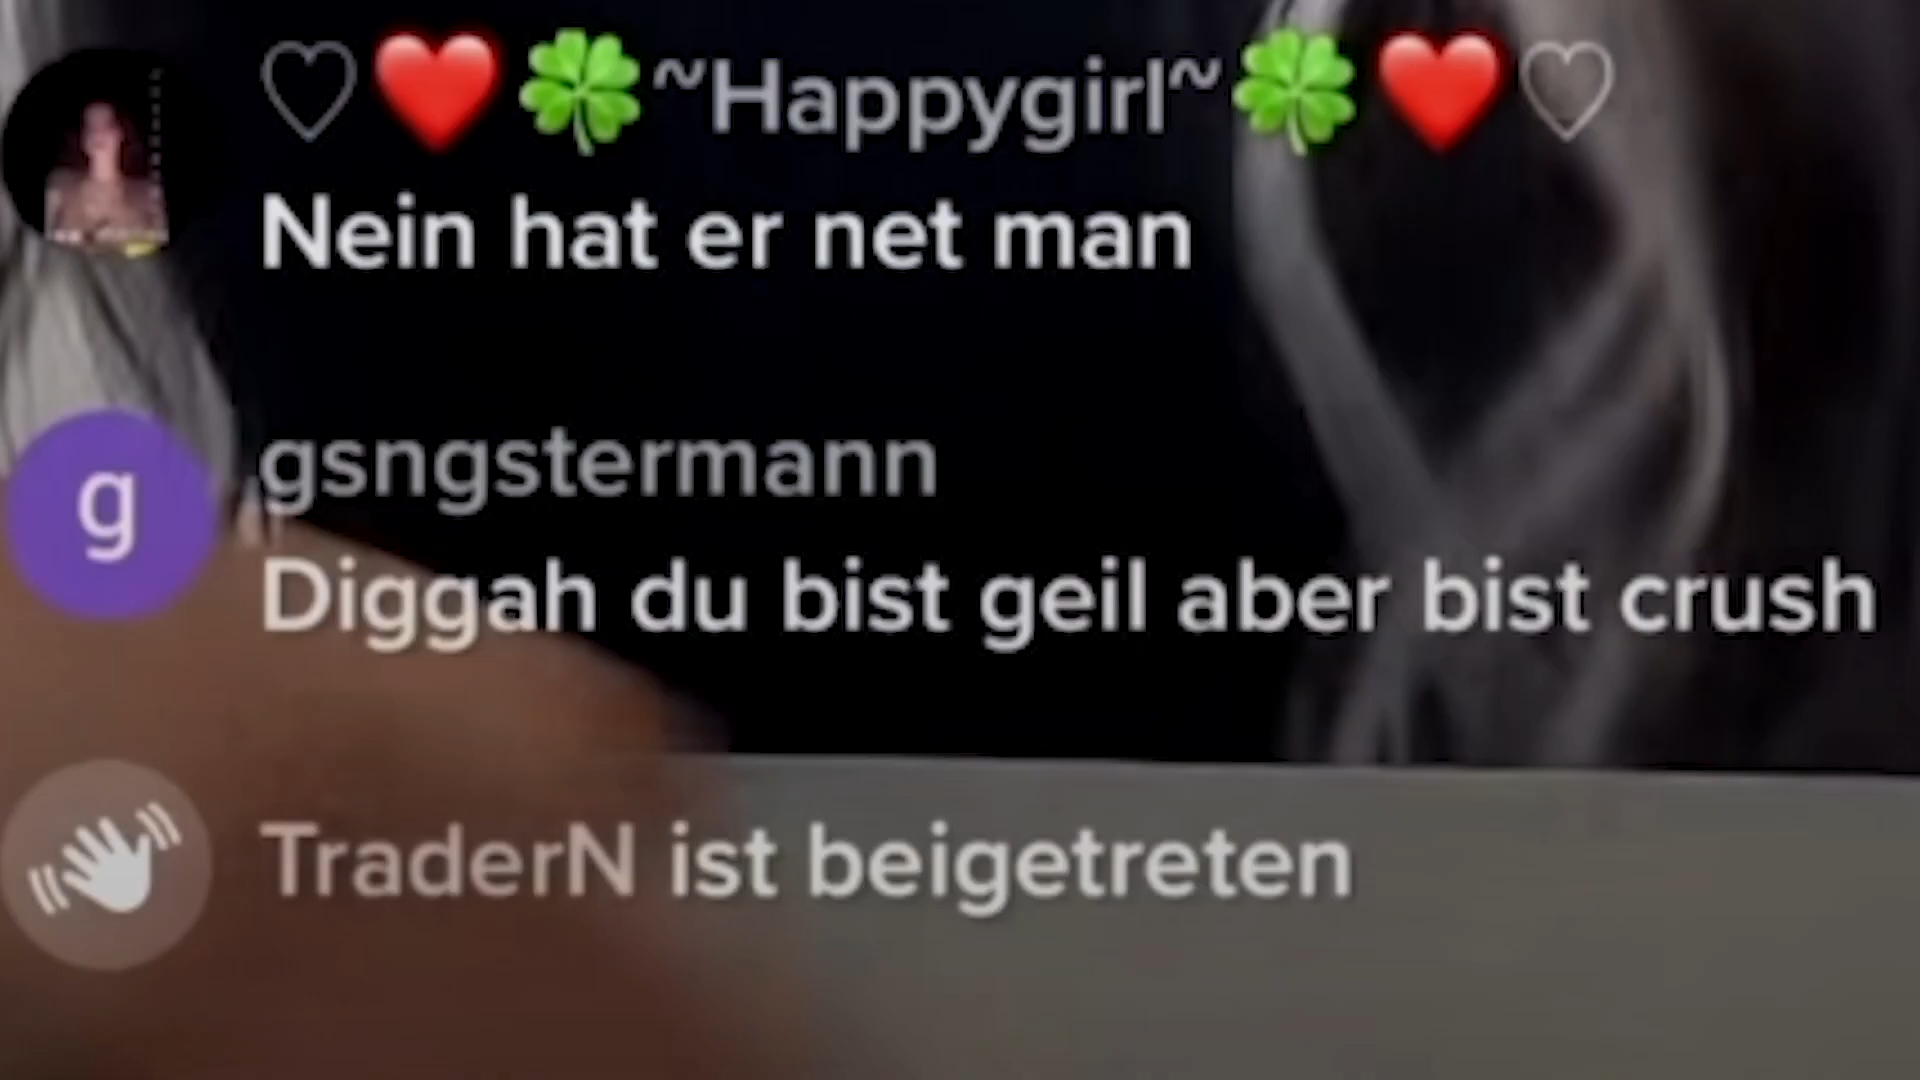 ♡❤️🍀~Happygirl~🍀❤️♡
Nein hat er net man
gsngstermann
g
Diggah du bist geil aber bist crush
TraderN ist beigetreten